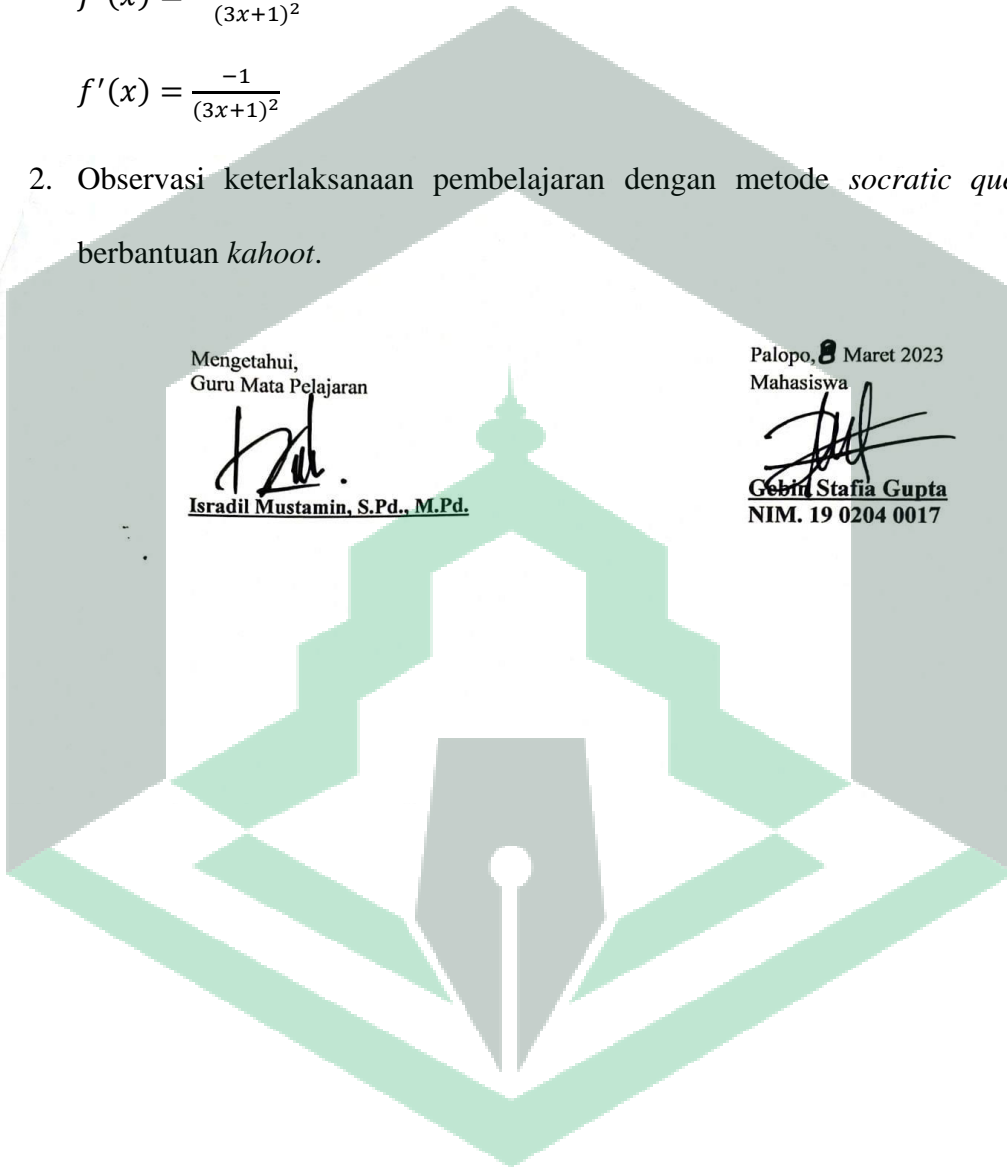 (3x+1)²
f′(x) = −1/(3x+1)²
2. Observasi keterlaksanaan pembelajaran dengan metode socratic
berbantuan kahoot.
Mengetahui,
Guru Mata Pelajaran
Isradil Mustamin, S.Pd., M.Pd.
Palopo, 8 Maret 2023
Mahasiswa
Gebin Stafia Gupta
NIM. 19 0204 0017